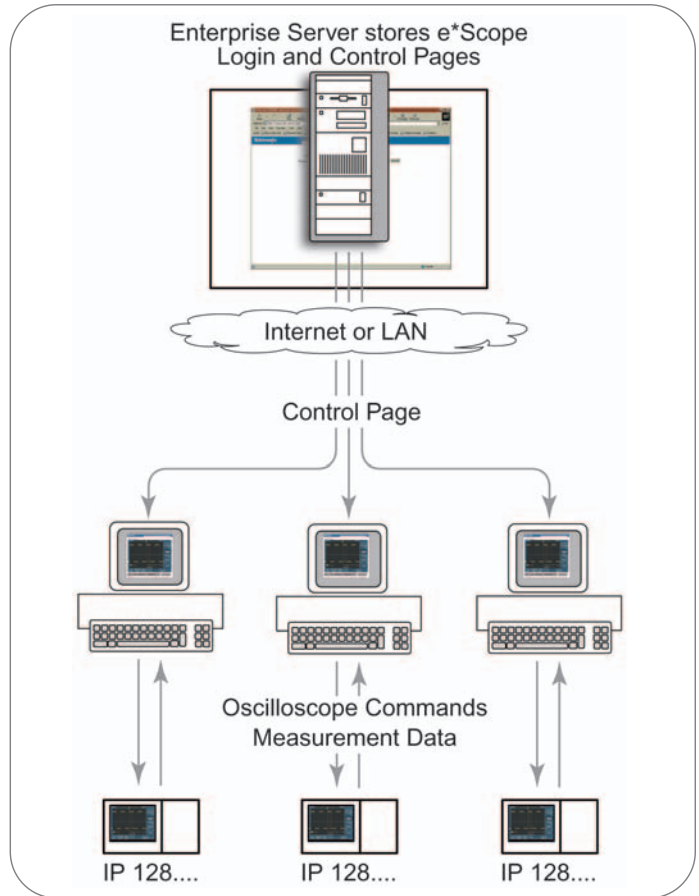 Enterprise Server stores e*Scope
Login and Control Pages
Internet or LAN
Control Page
Oscilloscope Commands
Measurement Data
IP 128....
IP 128....
IP 128....